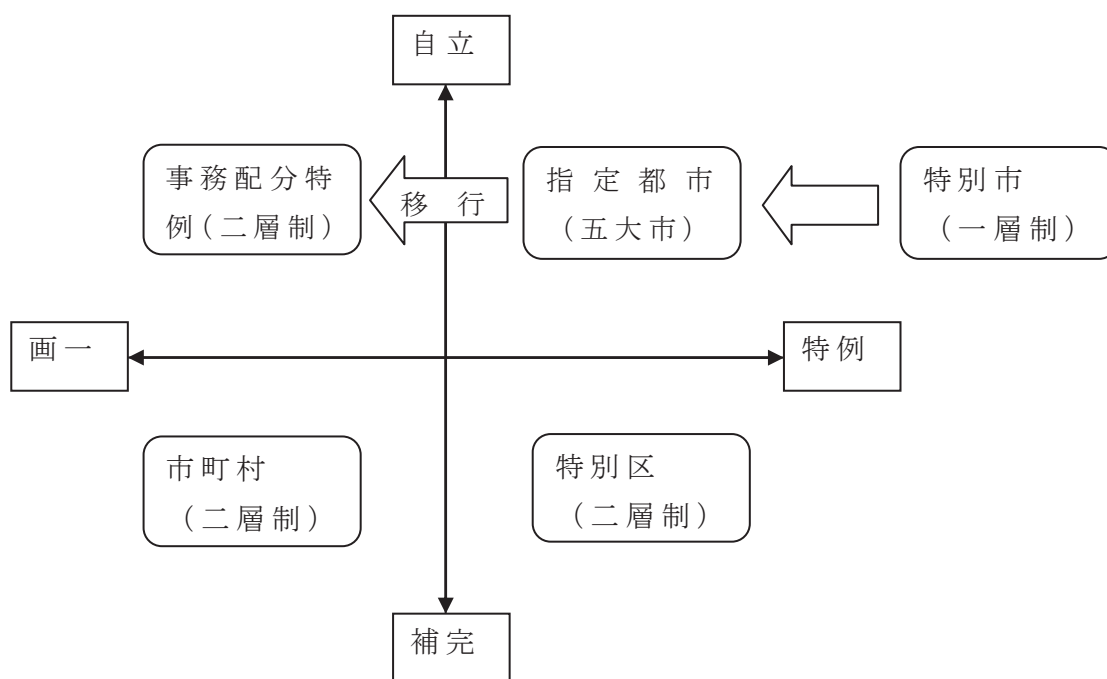 自立
事務配分特
例(二層制)
移行
指定都市
(五大市)
特別市
(一層制)
画一
特例
市町村
(二層制)
特別区
(二層制)
補完